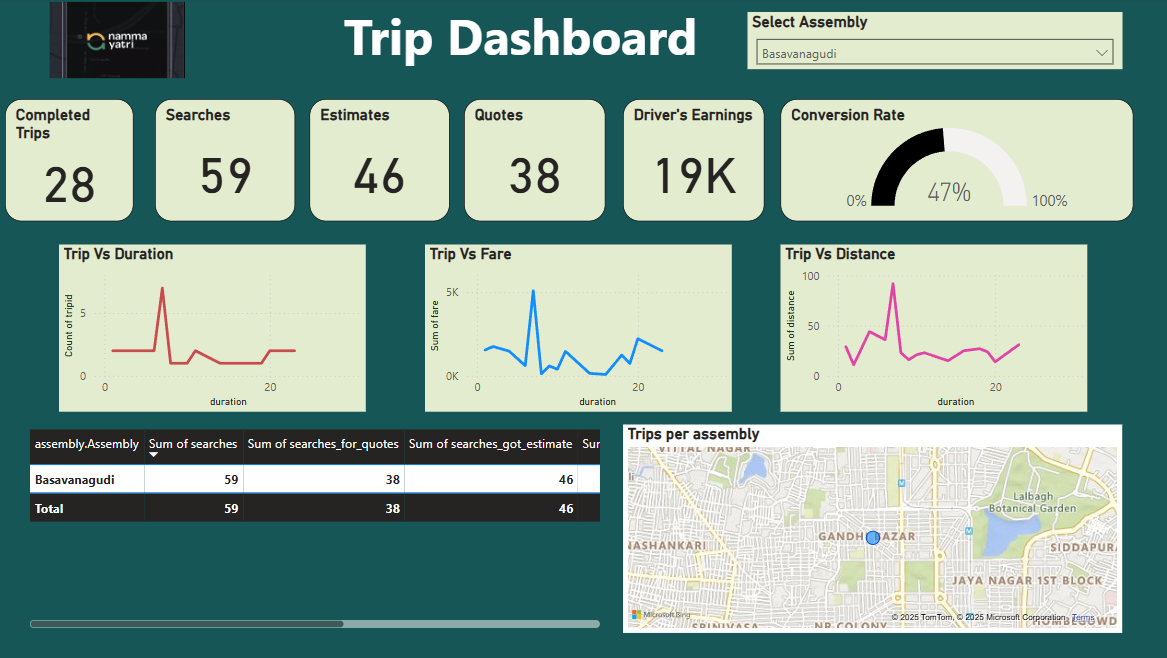 namma
yatri
Trip Dashboard
Select Assembly
Basavanagudi
Completed
Trips
28
Searches
59
Estimates
46
Quotes
38
Driver's Earnings
19K
Conversion Rate
0%
47%
100%
Trip Vs Duration
Count of tripid
5
0
0
20
duration
Trip Vs Fare
Sum of fare
5K
0K
0
20
duration
Trip Vs Distance
Sum of distance
100
50
0
0
20
duration
assembly.Assembly Sum of searches Sum of searches_for_quotes Sum of searches_got_estimate Sur
Basavanagudi 59 38 46
Total 59 38 46
Trips per assembly
VITTAL NAGAR
Lalbagh
Botanical Garden
GANDHI BAZAR
NASHANKARI
SIDDAPURA
JAYA NAGAR 1ST BLOCK
Microsoft Bing
© 2025 TomTom, © 2025 Microsoft Corporation Terms
HOMBEGOWD
SRINIVASA
NR COLONY